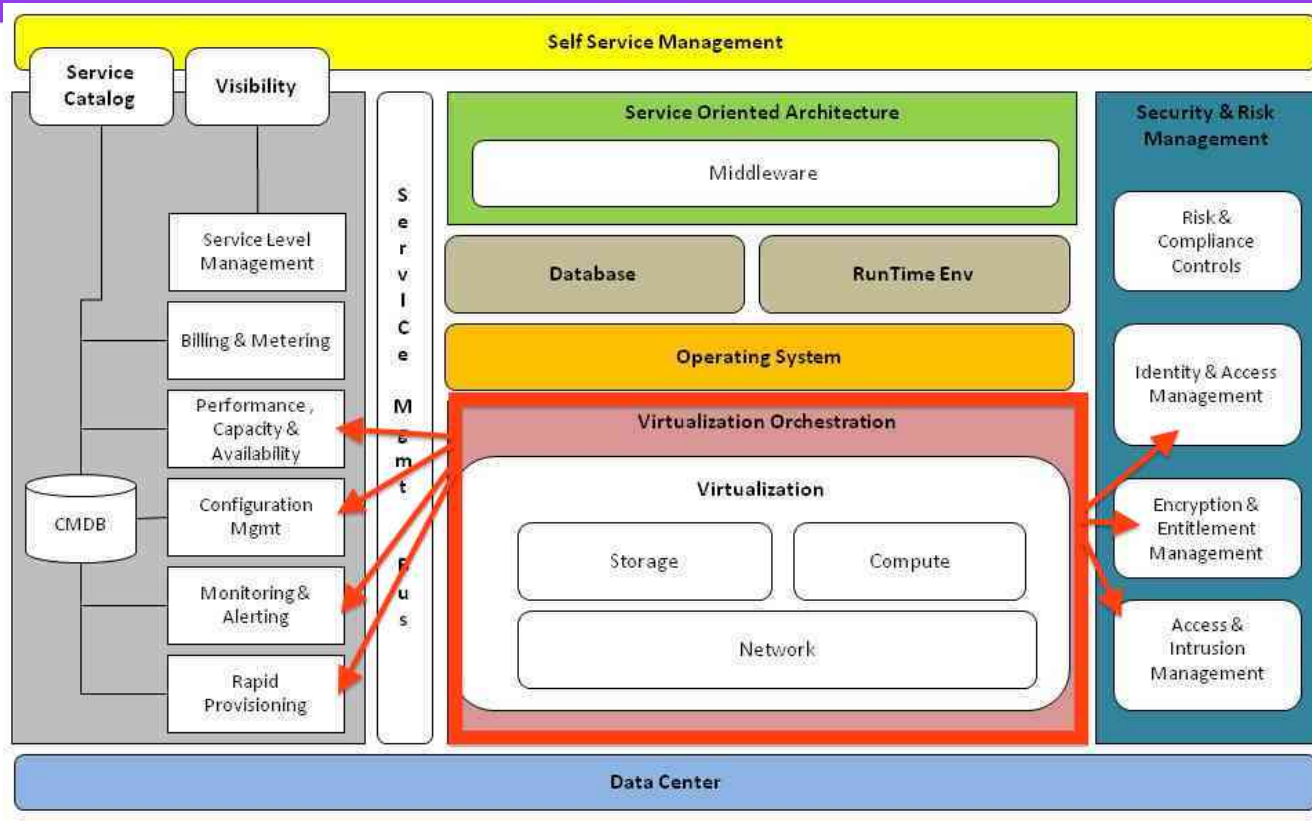 Self Service Management
Service
Catalog
Visibility
Service Level
Management
Billing & Metering
Performance,
Capacity &
Availability
Configuration
Mgmt
CMDB
Monitoring &
Alerting
Rapid
Provisioning
S
e
r
v
I
C
e
M
g
m
t
B
u
s
Service Oriented Architecture
Middleware
Database
RunTime Env
Operating System
Virtualization Orchestration
Virtualization
Storage
Compute
Network
Security & Risk
Management
Risk &
Compliance
Controls
Identity & Access
Management
Encryption &
Entitlement
Management
Access &
Intrusion
Management
Data Center